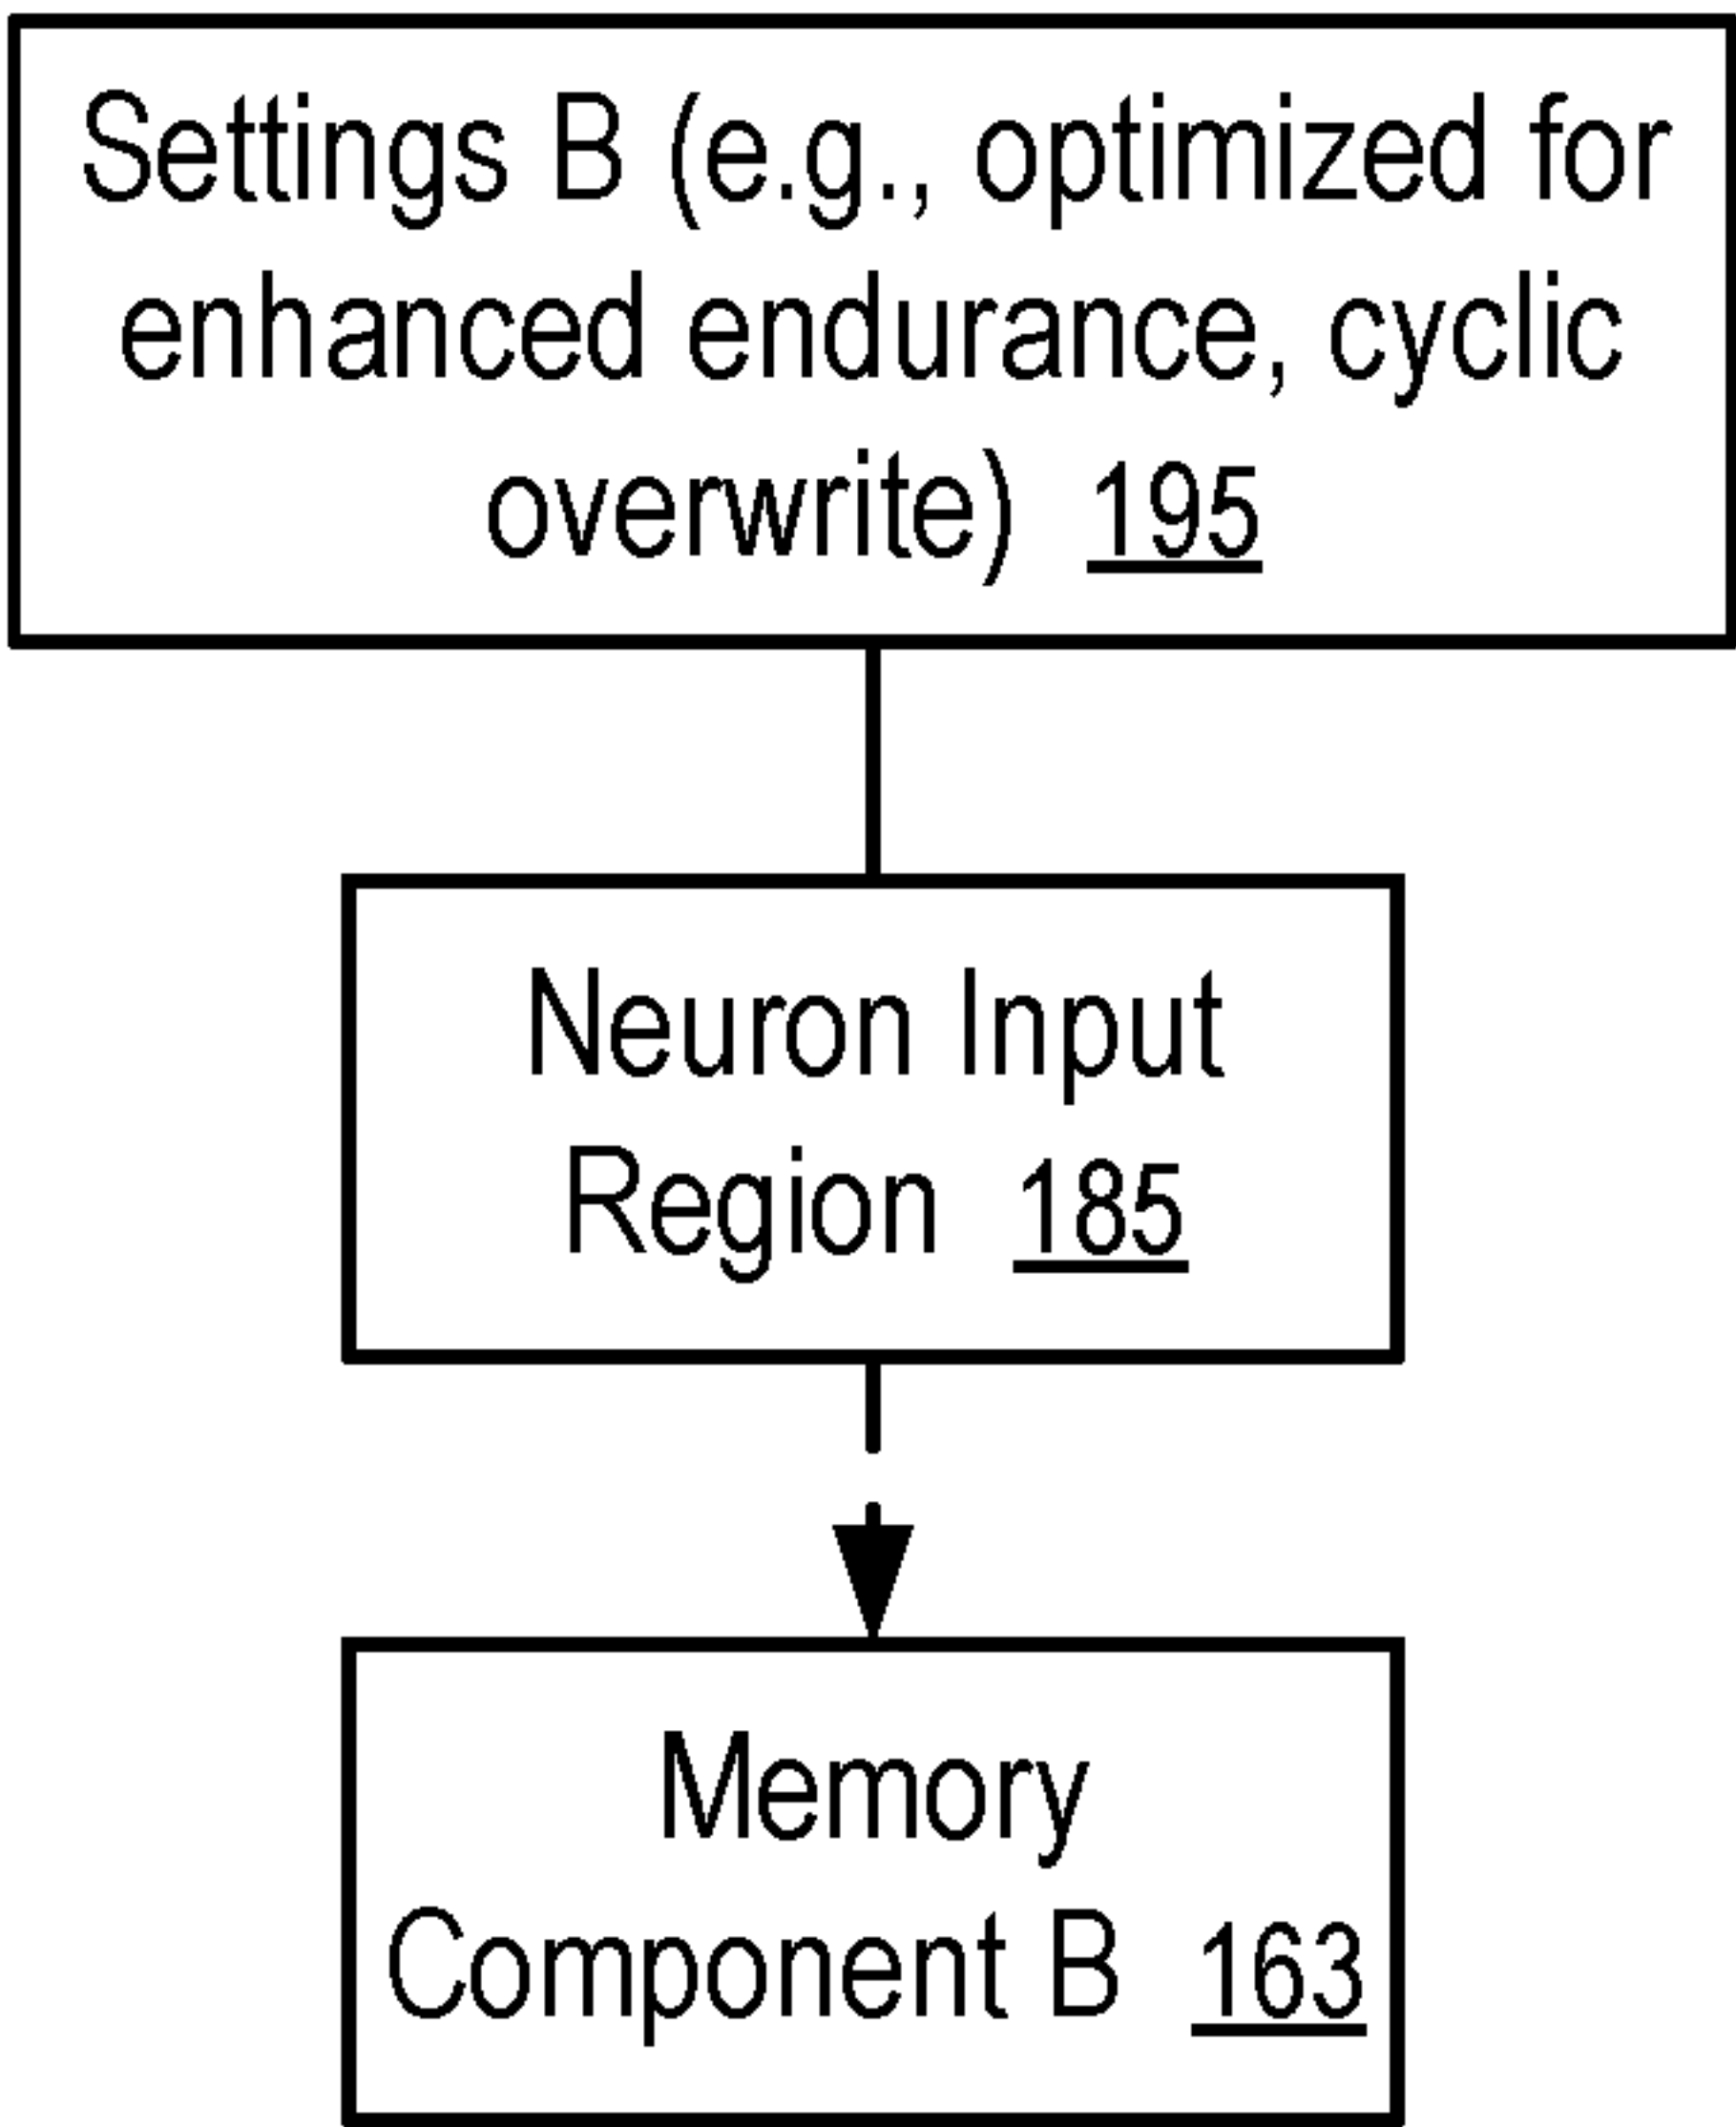 Settings B (e.g., optimized for
enhanced endurance, cyclic
overwrite) 195
Neuron Input
Region 185
Memory
Component B 163